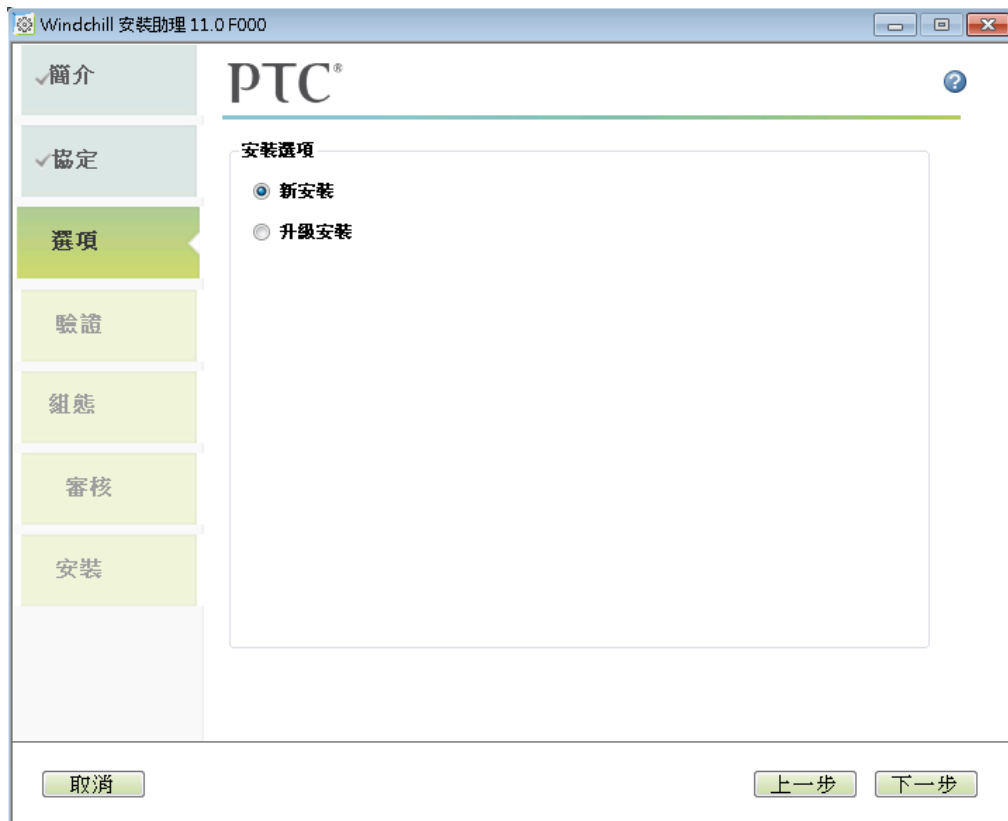 Windchill 安裝助理 11.0 F000
簡介
協定
選項
驗證
組態
審核
安裝
PTC®
安裝選項
新安裝
升級安裝
取消
上一步
下一步